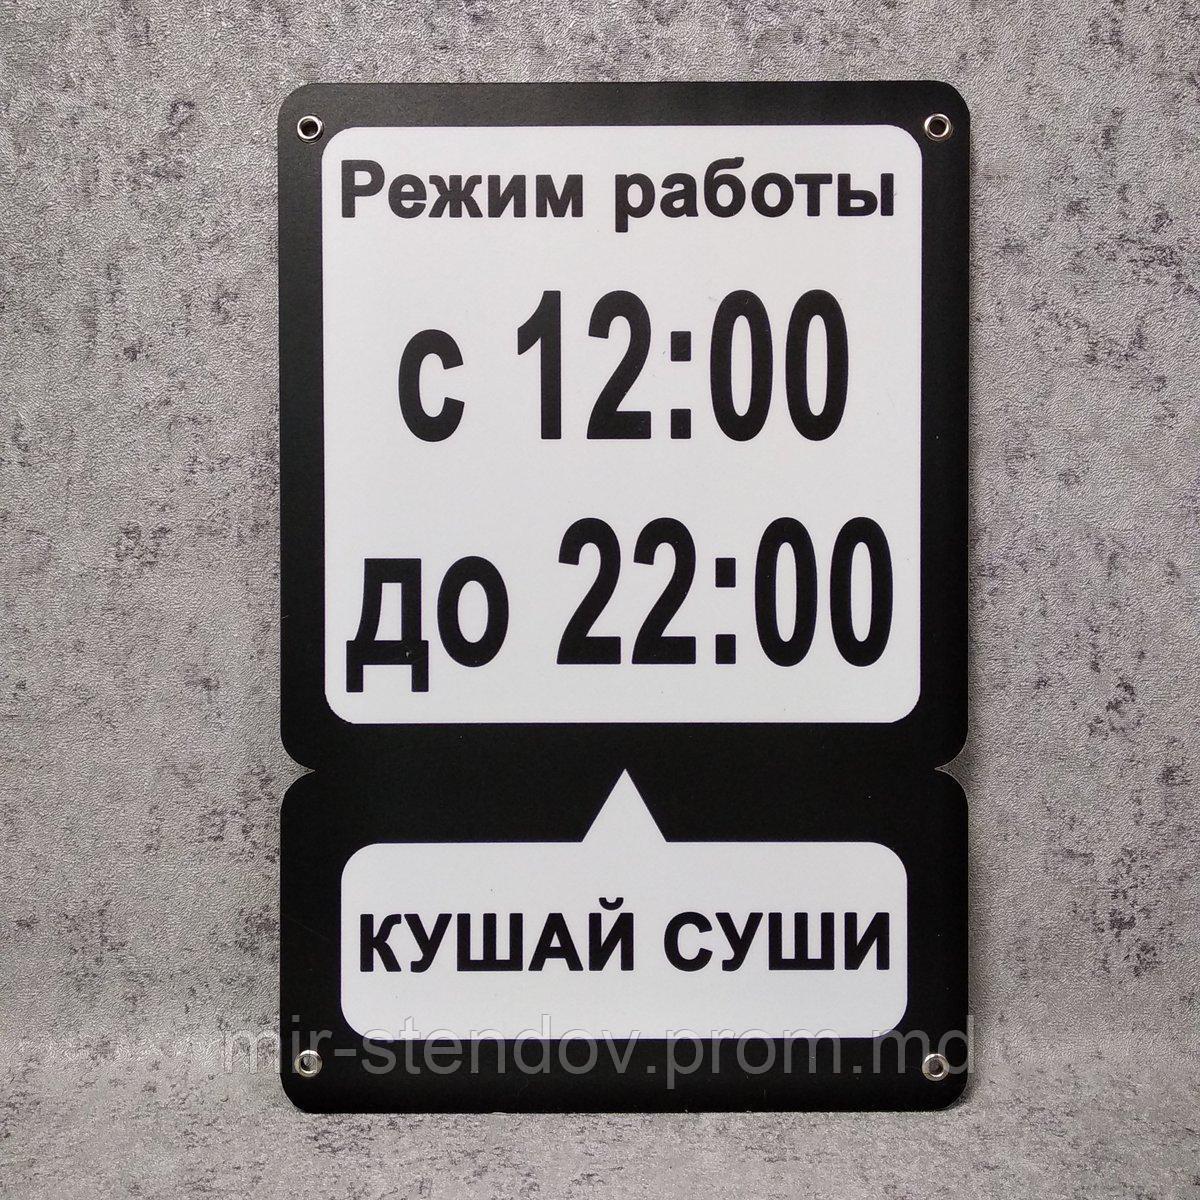 Режим работы
с 12:00
до 22:00
КУШАЙ СУШИ
mir-stendov.prom.md